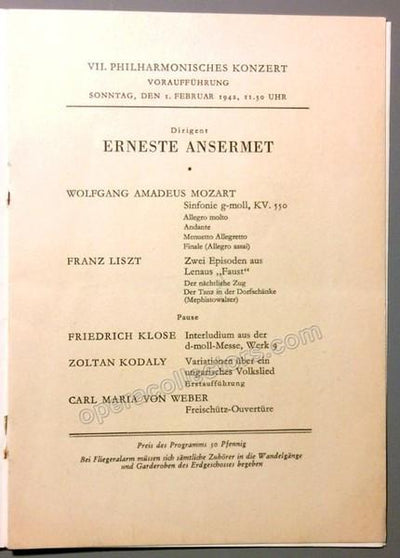 VII. PHILHARMONISCHES KONZERT
VORAUFFÜHRUNG
SONNTAG, DEN 1. FEBRUAR 1942, 11.30 UHR
Dirigent
ERNESTE ANSERMET
WOLFGANG AMADEUS MOZART
Sinfonie g-moll, KV. 550
Allegro molto
Andante
Menuetto Allegretto
Finale (Allegro assai)
FRANZ LISZT Zwei Episoden aus
Lenaus „Faust"
Der nächtliche Zug
Der Tanz in der Dorfschänke
(Mephistowalzer)
Pause
FRIEDRICH KLOSE Interludium aus der
d-moll-Messe, Werk 9
ZOLTAN KODALY Variationen über ein
ungarisches Volkslied
Erstaufführung
CARL MARIA VON WEBER
Freischütz-Ouvertüre
operacollectors.com
Preis des Programms 50 Pfennig
Bei Fliegeralarm müssen sich sämtliche Zuhörer in die Wandelgänge
und Garderoben des Erdgeschosses begeben